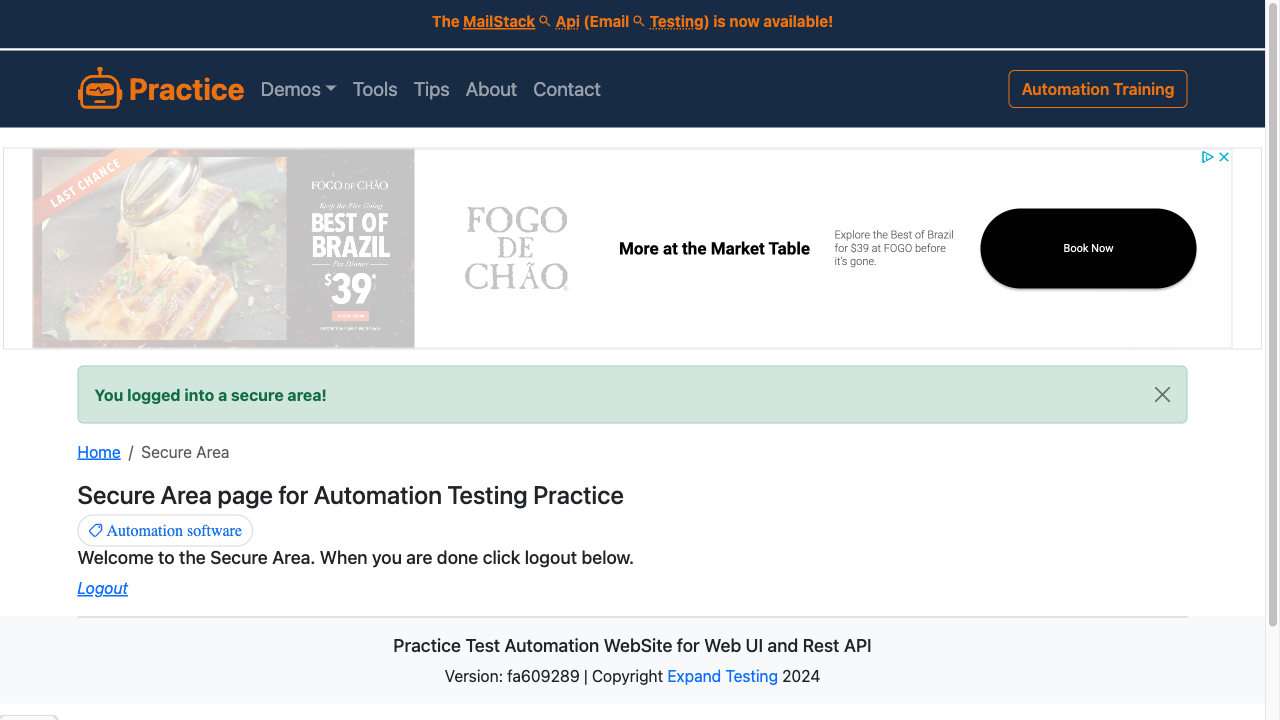 The MailStack Api (Email Testing) is now available!
Practice
Demos
Tools
Tips
About
Contact
Automation Training
LAST CHANCE
FOGO DE CHÃO
Keep the Fire Going
BEST OF
BRAZIL
For Dinner
$39*
BOOK NOW
FOGO
DE
CHÃO
More at the Market Table
Explore the Best of Brazil
for $39 at FOGO before
it's gone.
Book Now
You logged into a secure area!
Home / Secure Area
Secure Area page for Automation Testing Practice
Automation software
Welcome to the Secure Area. When you are done click logout below.
Logout
Practice Test Automation WebSite for Web UI and Rest API
Version: fa609289 | Copyright Expand Testing 2024